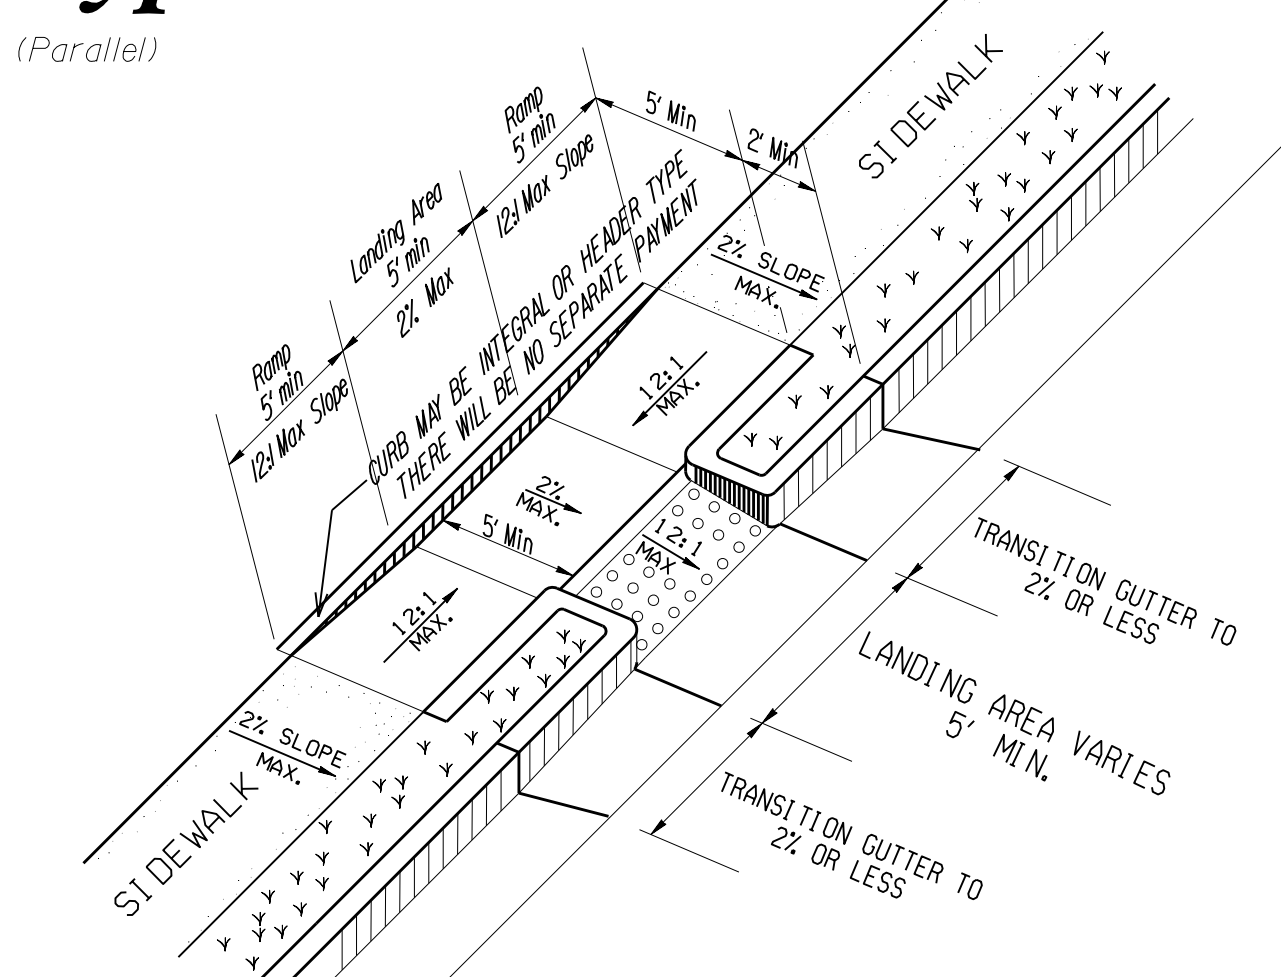 (Parallel)
Ramp
5' min
12:1 Max Slope
5' Min
2' Min
SIDEWALK
Landing Area
5' min
2% Max
CURB MAY BE INTEGRAL OR HEADER TYPE
THERE WILL BE NO SEPARATE PAYMENT
2% SLOPE
MAX.
Ramp
5' min
12:1 Max Slope
12:1
MAX.
2%
MAX.
5' Min
12:1
MAX
12:1
MAX.
TRANSITION GUTTER TO
2% OR LESS
LANDING AREA VARIES
5' MIN.
2% SLOPE
MAX.
SIDEWALK
TRANSITION GUTTER TO
2% OR LESS